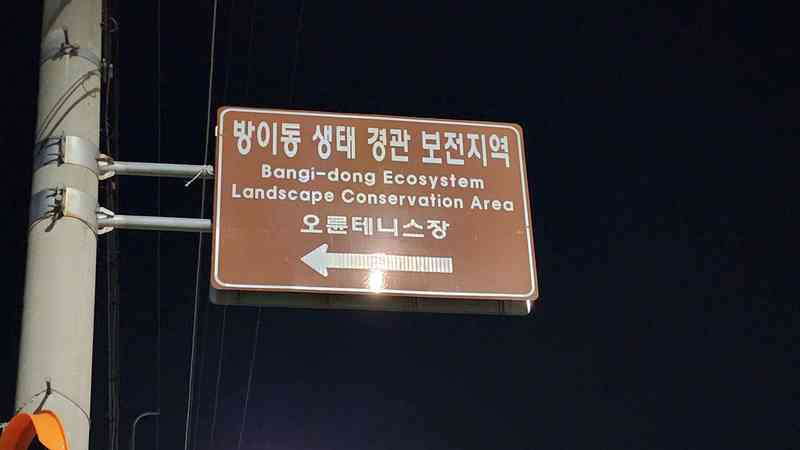 방이동 생태 경관 보전지역
Bangi-dong Ecosystem
Landscape Conservation Area
오륜테니스장